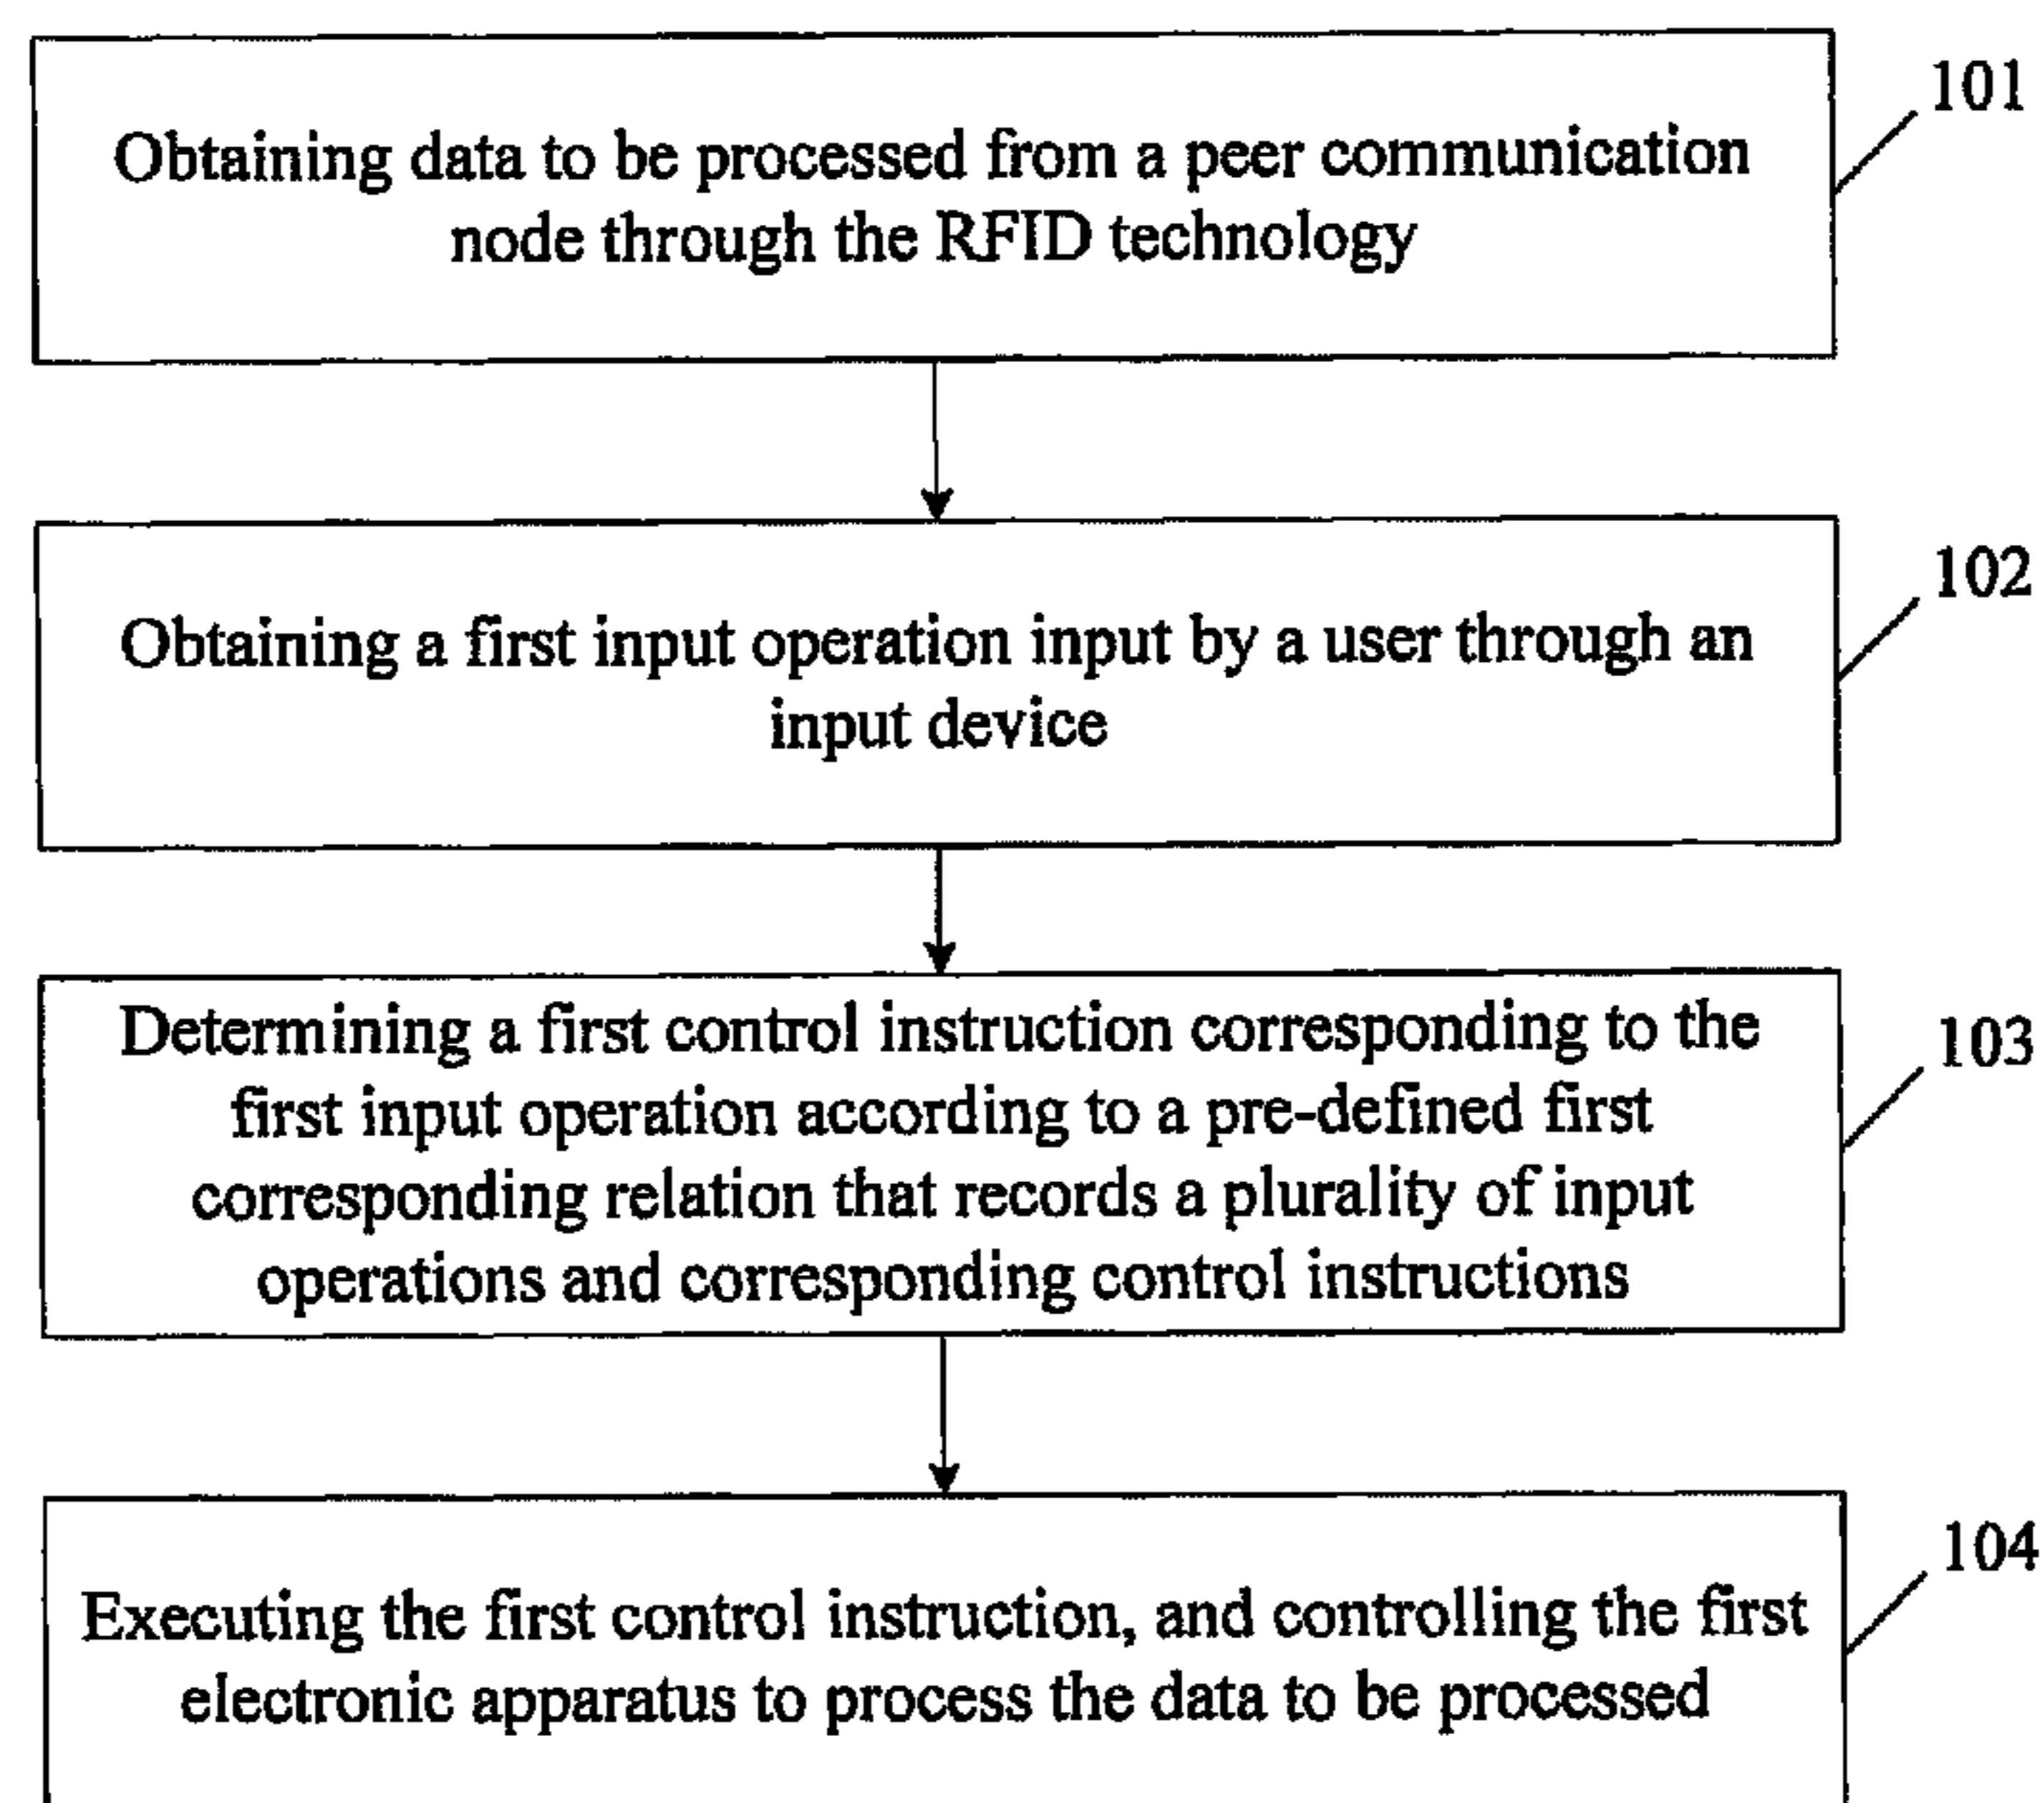 101
Obtaining data to be processed from a peer communication
node through the RFID technology
102
Obtaining a first input operation input by a user through an
input device
103
Determining a first control instruction corresponding to the
first input operation according to a pre-defined first
corresponding relation that records a plurality of input
operations and corresponding control instructions
104
Executing the first control instruction, and controlling the first
electronic apparatus to process the data to be processed